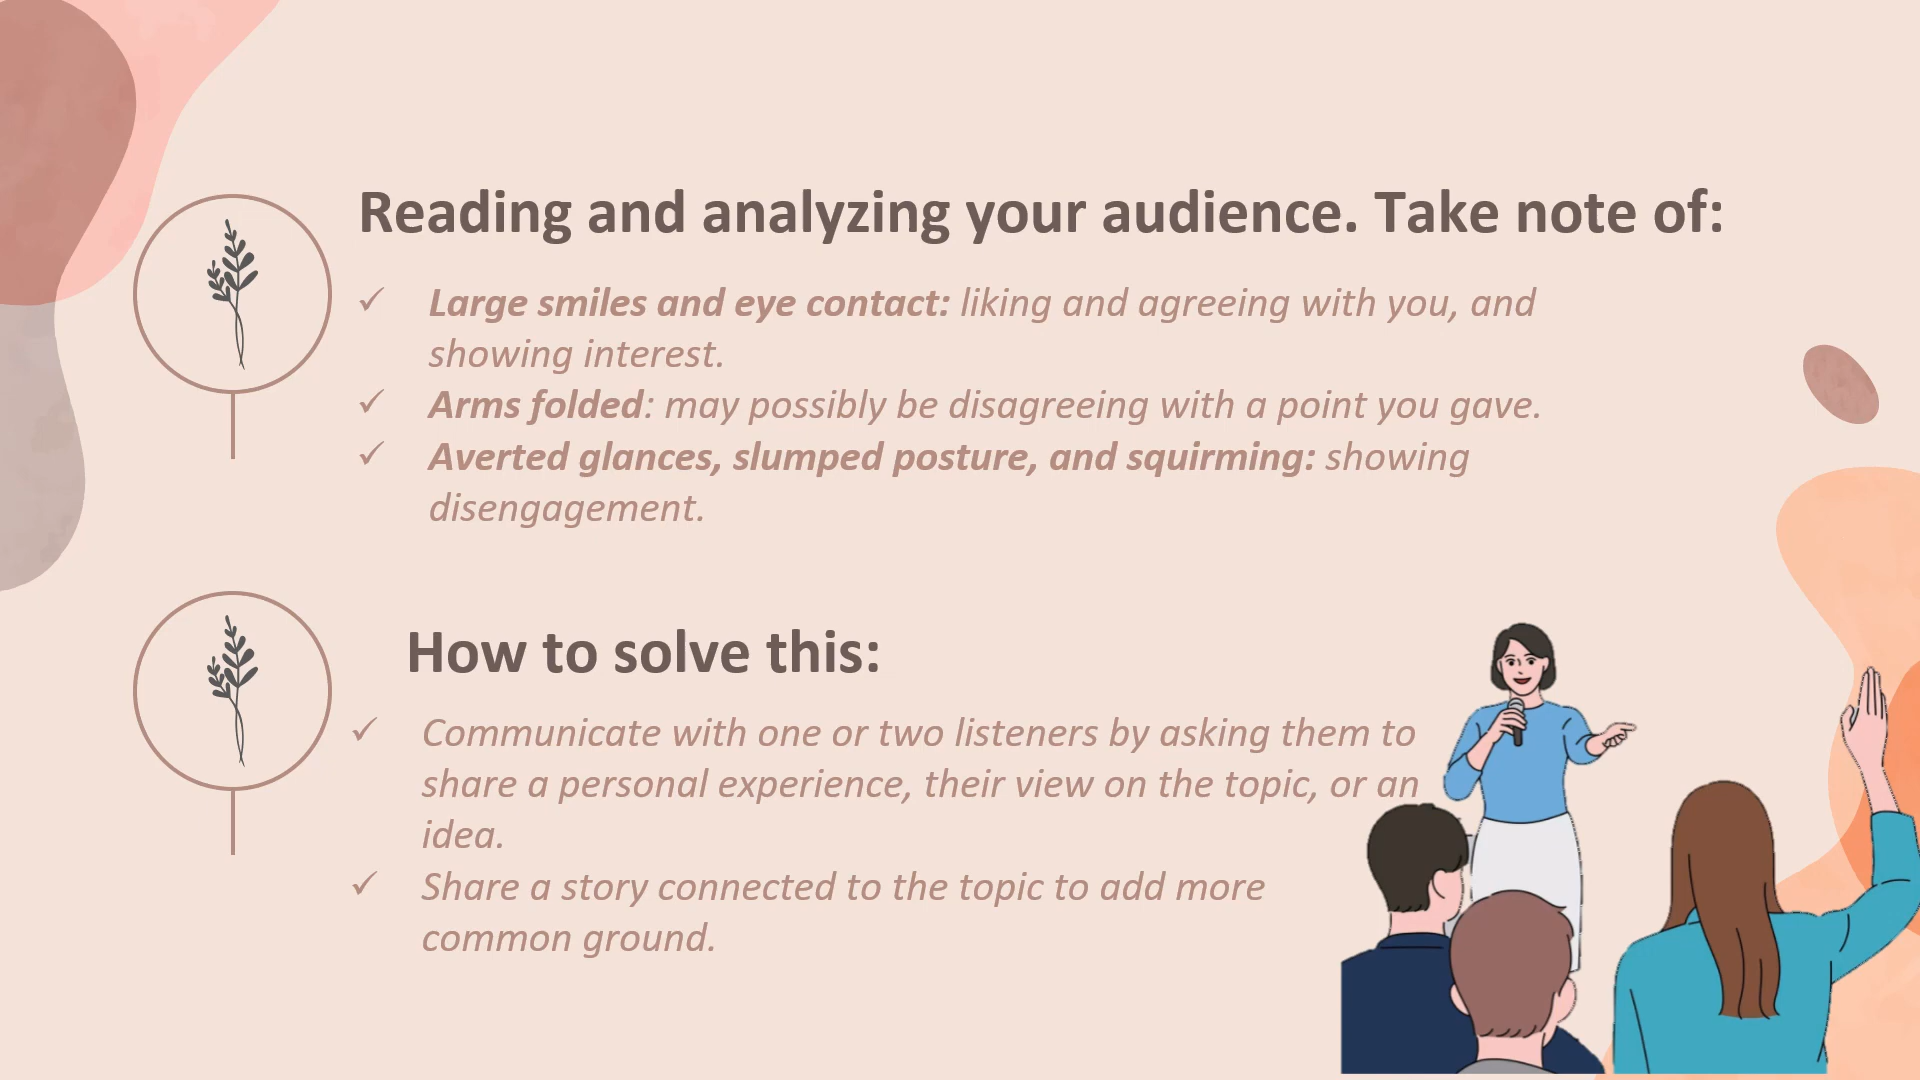 Reading and analyzing your audience. Take note of:
✓ Large smiles and eye contact: liking and agreeing with you, and
showing interest.
✓ Arms folded: may possibly be disagreeing with a point you gave.
✓ Averted glances, slumped posture, and squirming: showing
disengagement.
How to solve this:
✓ Communicate with one or two listeners by asking them to
share a personal experience, their view on the topic, or an
idea.
✓ Share a story connected to the topic to add more
common ground.